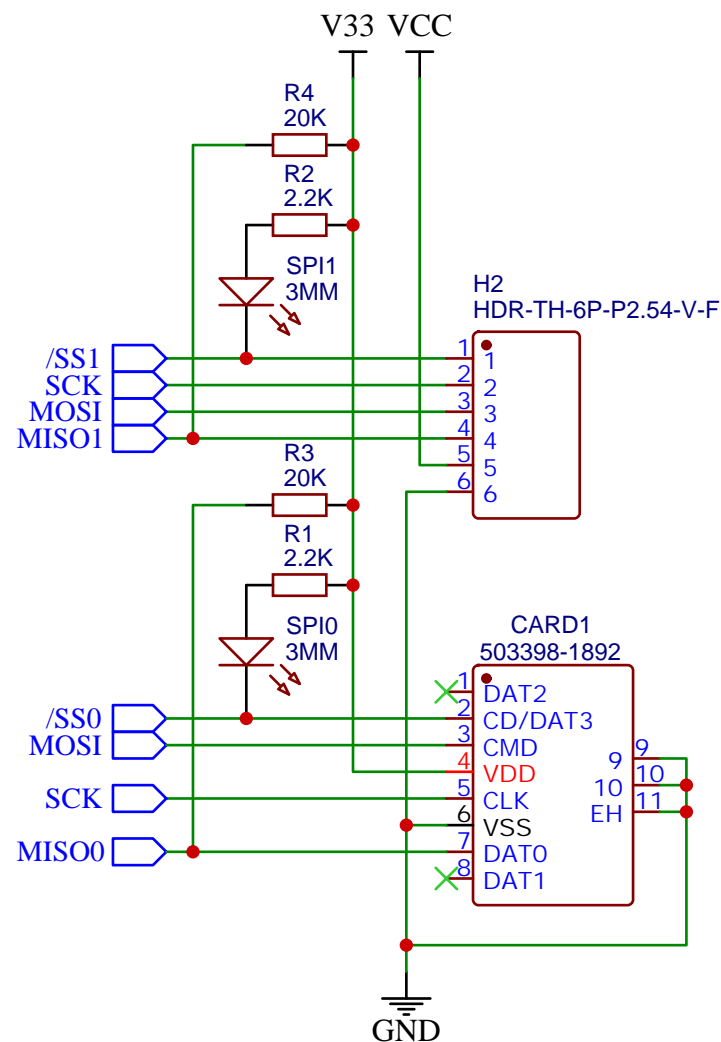 V33 VCC
R4
20K
R2
2.2K
SPI1
3MM
H2
HDR-TH-6P-P2.54-V-F
/SS1
SCK
MOSI
MISO1
1 1
2 2
3 3
4 4
5 5
6 6
R3
20K
R1
2.2K
SPI0
3MM
CARD1
503398-1892
/SS0
MOSI
SCK
MISO0
1 DAT2
2 CD/DAT3
3 CMD
4 VDD
5 CLK
6 VSS
7 DAT0
8 DAT1
9 9
10 10
EH 11
GND